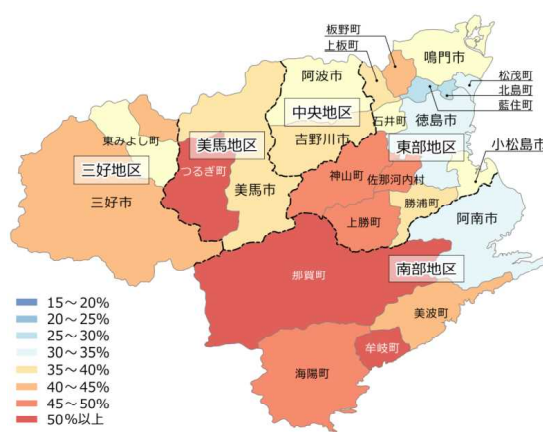 板野町
上板町
鳴門市
松茂町
北島町
藍住町
阿波市
中央地区
石井町
徳島市
吉野川市
東部地区
小松島市
東みよし町
美馬地区
つるぎ町
三好地区
三好市
美馬市
神山町
佐那河内村
上勝町
勝浦町
阿南市
那賀町
南部地区
美波町
牟岐町
海陽町
15～20%
20～25%
25～30%
30～35%
35～40%
40～45%
45～50%
50%以上